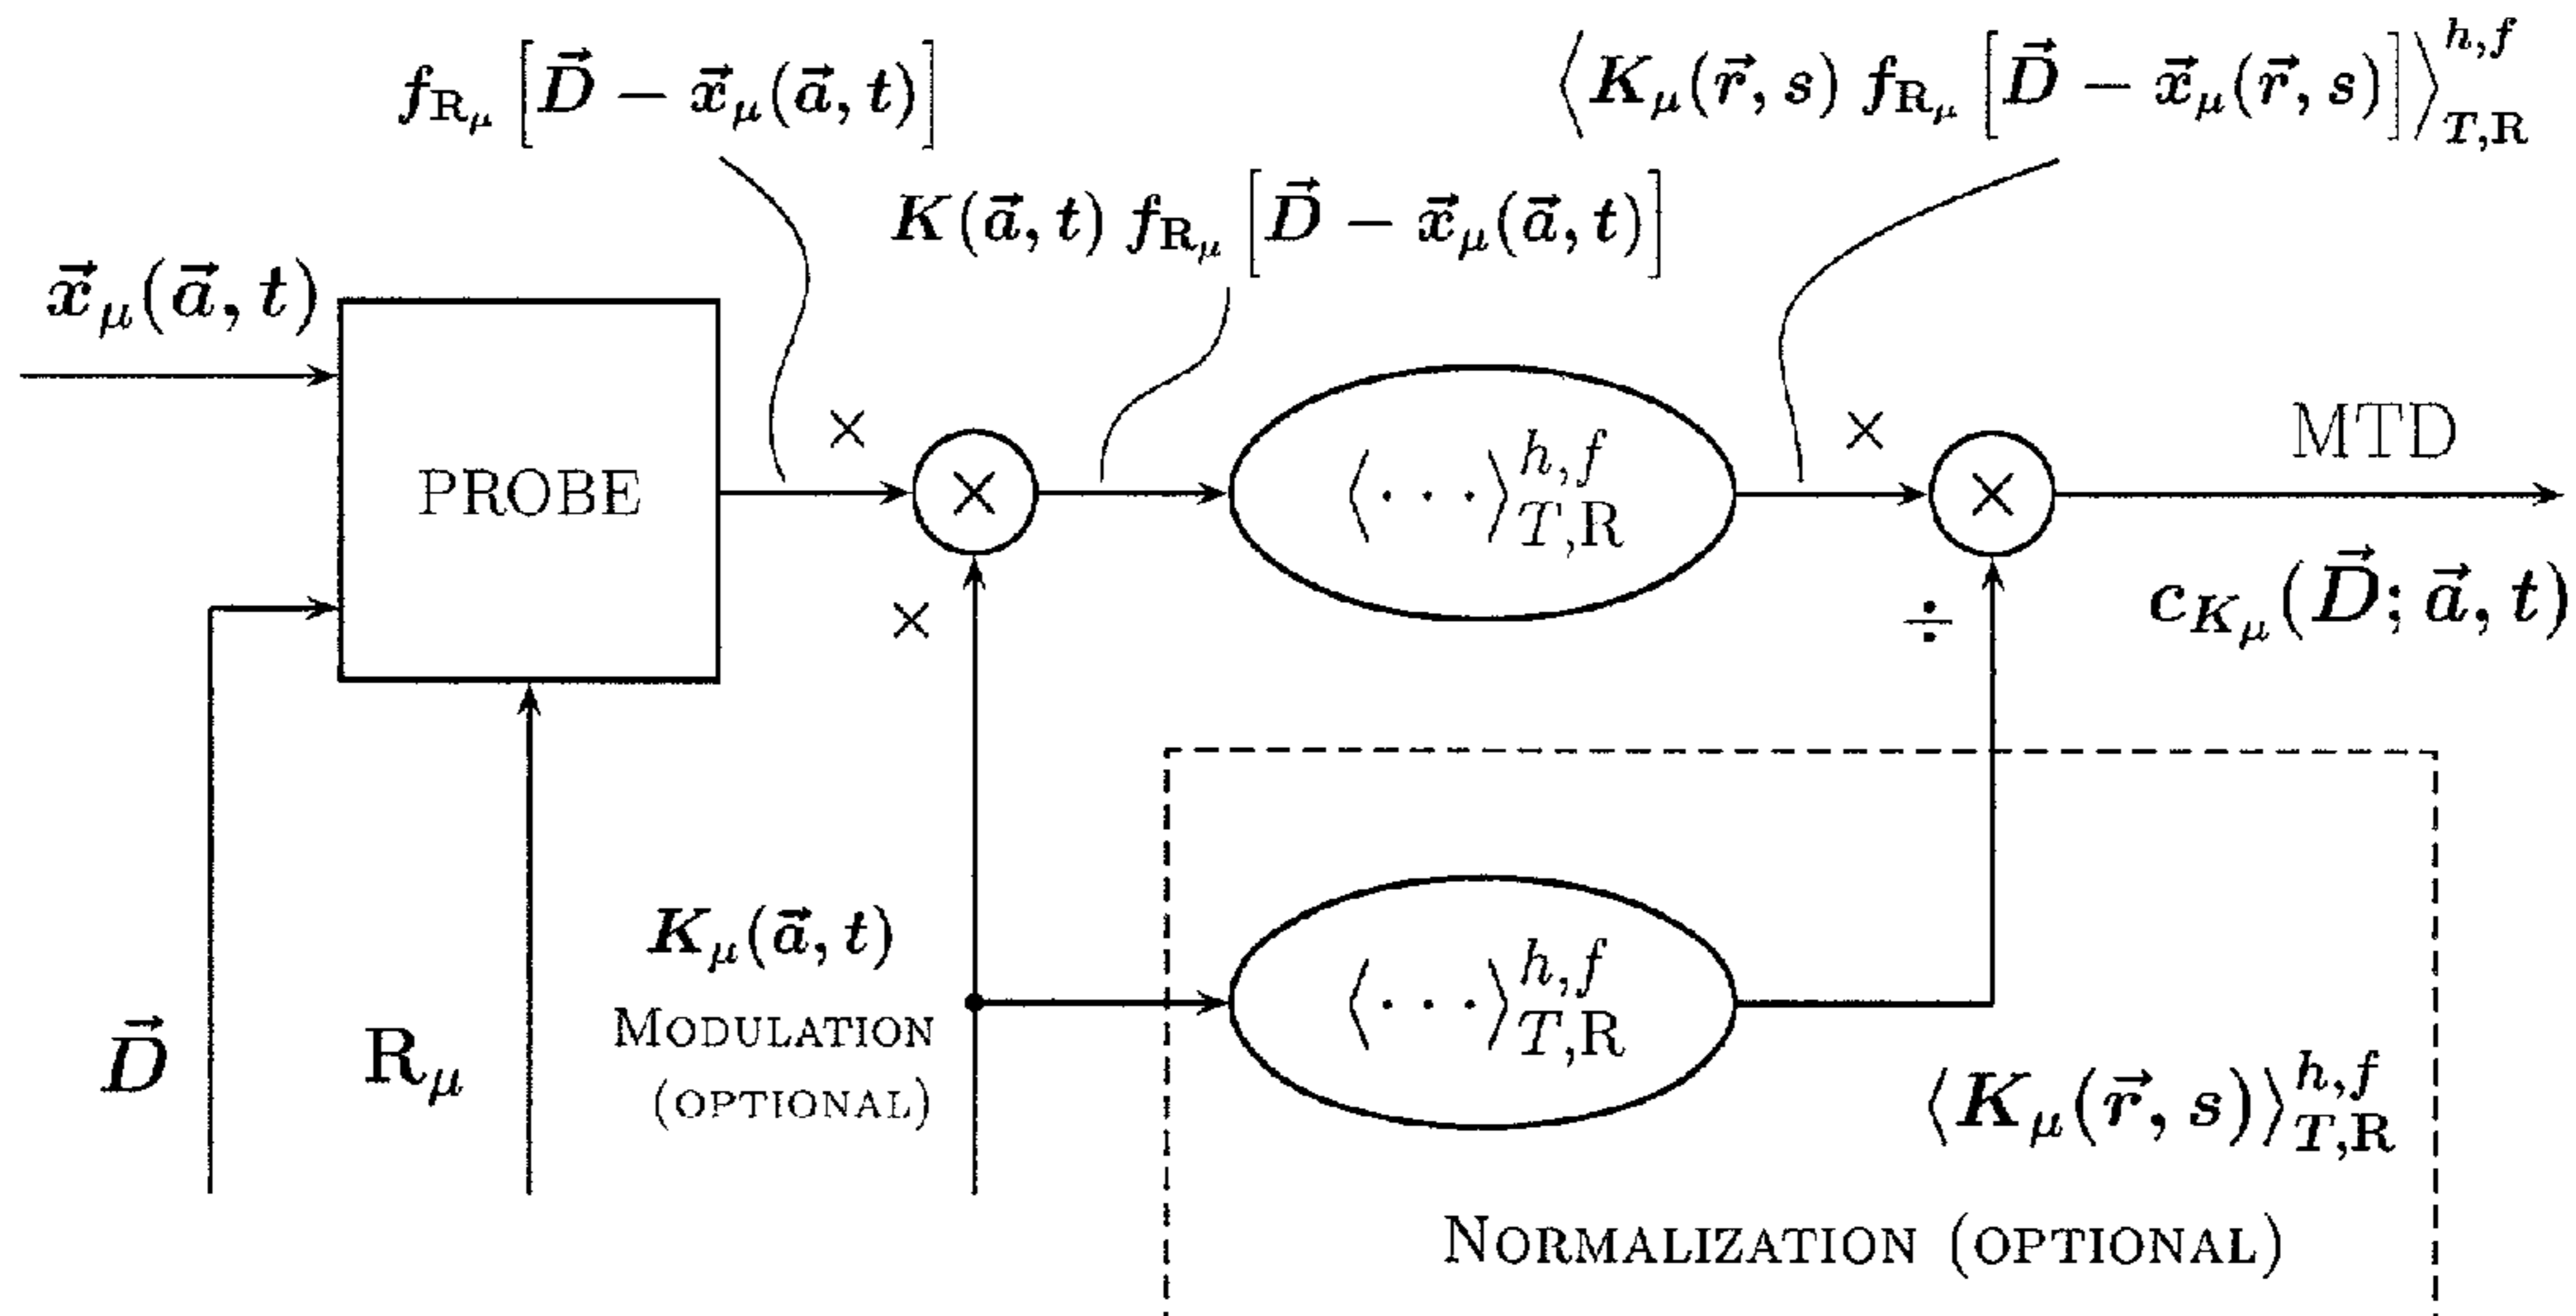 f_{R_μ} [D⃗ − x⃗_μ(a⃗, t)]
⟨K_μ(r⃗, s) f_{R_μ} [D⃗ − x⃗_μ(r⃗, s)]⟩^{h,f}_{T,R}
K(a⃗, t) f_{R_μ} [D⃗ − x⃗_μ(a⃗, t)]
x⃗_μ(a⃗, t)
PROBE
×
×
×
⟨···⟩^{h,f}_{T,R}
×
×
÷
MTD
c_{K_μ}(D⃗; a⃗, t)
D⃗
R_μ
K_μ(a⃗, t)
MODULATION
(OPTIONAL)
⟨···⟩^{h,f}_{T,R}
⟨K_μ(r⃗, s)⟩^{h,f}_{T,R}
NORMALIZATION (OPTIONAL)